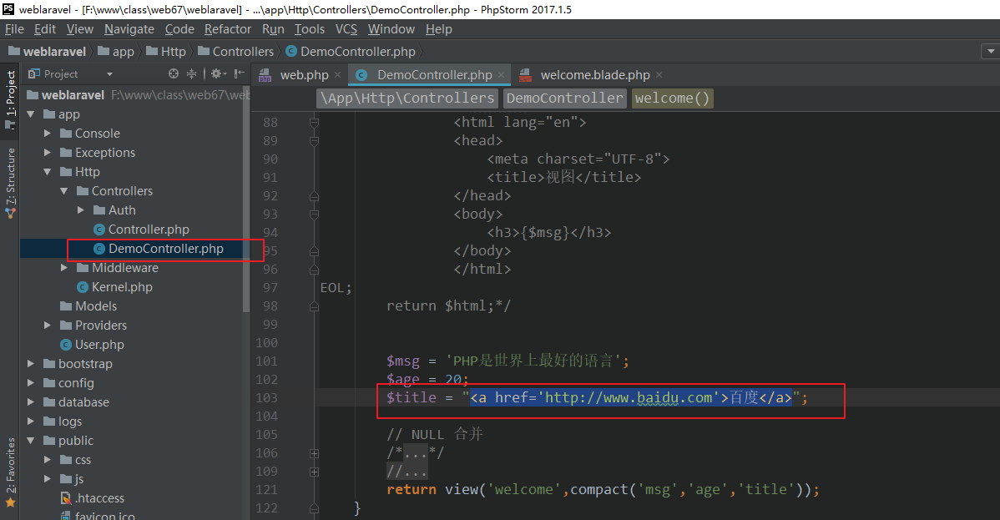 PS weblaravel - [F:\www\class\web67\weblaravel] - ...\app\Http\Controllers\DemoController.php - PhpStorm 2017.1.5
File Edit View Navigate Code Refactor Run Tools VCS Window Help
weblaravel app Http Controllers DemoController.php
1: Project
7: Structure
2: Favorites
Project
weblaravel F:\www\class\web67\web
app
Console
Exceptions
Http
Controllers
Auth
Controller.php
DemoController.php
Middleware
Kernel.php
Models
Providers
User.php
bootstrap
config
database
logs
public
css
js
.htaccess
favicon.ico
web.php DemoController.php welcome.blade.php
\App\Http\Controllers DemoController welcome()
88 <html lang="en">
89 <head>
90 <meta charset="UTF-8">
91 <title>视图</title>
92 </head>
93 <body>
94 <h3>{$msg}</h3>
95 </body>
96 </html>
97 EOL;
98 return $html;*/
99
100
101 $msg = 'PHP是世界上最好的语言';
102 $age = 20;
103 $title = "<a href='http://www.baidu.com'>百度</a>";
104
105 // NULL 合并
106 /*...*/
109 //...
121 return view('welcome',compact('msg','age','title'));
122 }